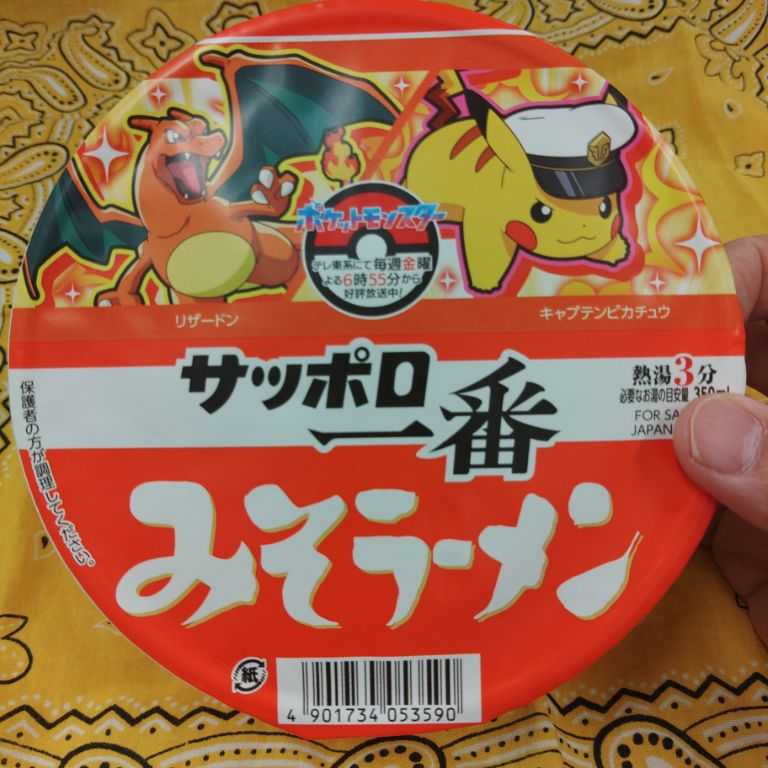 ポケットモンスター
テレ東系にて毎週金曜
よる6時55分から
好評放送中!
リザードン
キャプテンピカチュウ
サッポロ
一番
熱湯3分
必要なお湯の目安量 350ml
FOR SA
JAPAN
保護者の方が調理してください。
みそラーメン
紙
4 901734 053590